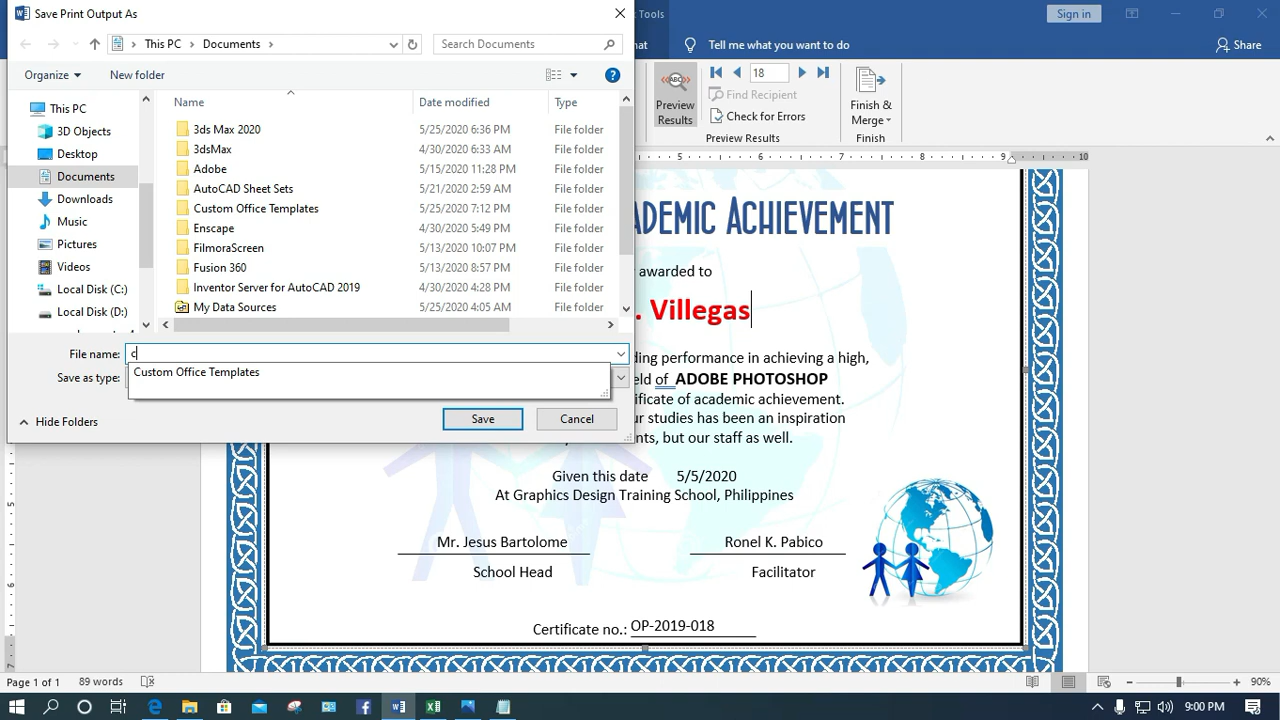 Save Print Output As
This PC
Documents
Search Documents
Organize
New folder
This PC
3D Objects
Desktop
Documents
Downloads
Music
Pictures
Videos
Local Disk (C:)
Local Disk (D:)
Name
Date modified
Type
3ds Max 2020 5/25/2020 6:36 PM File folder
3dsMax 4/30/2020 6:33 AM File folder
Adobe 5/15/2020 11:28 PM File folder
AutoCAD Sheet Sets 5/21/2020 2:59 AM File folder
Custom Office Templates 5/25/2020 7:12 PM File folder
Enscape 4/30/2020 5:49 PM File folder
FilmoraScreen 5/13/2020 10:07 PM File folder
Fusion 360 5/13/2020 8:57 PM File folder
Inventor Server for AutoCAD 2019 4/30/2020 4:28 PM File folder
My Data Sources 5/25/2020 4:05 AM File folder
File name: c
Custom Office Templates
Save as type:
Hide Folders
Save
Cancel
Tools
Sign in
mat
Tell me what you want to do
Share
Preview Results
18
Find Recipient
Check for Errors
Preview Results
Finish & Merge
Finish
5 6 7 8 9 10
ADEMIC ACHIEVEMENT
awarded to
. Villegas
ding performance in achieving a high,
eld of ADOBE PHOTOSHOP
ificate of academic achievement.
ur studies has been an inspiration
nts, but our staff as well.
Given this date 5/5/2020
At Graphics Design Training School, Philippines
Mr. Jesus Bartolome
School Head
Ronel K. Pabico
Facilitator
Certificate no.: OP-2019-018
Page 1 of 1
89 words
90%
9:00 PM